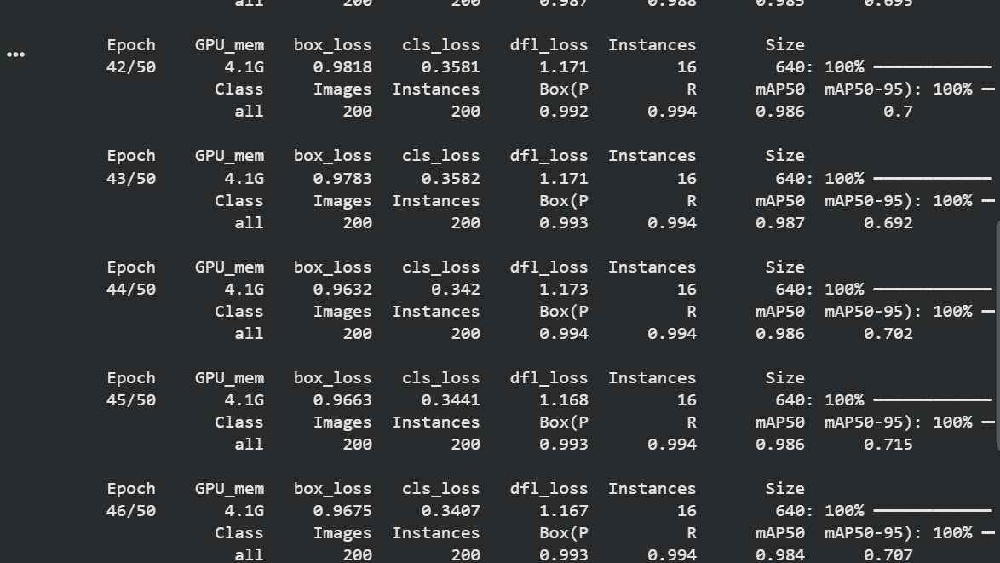 all 200 200 0.987 0.988 0.985 0.695
Epoch GPU_mem box_loss cls_loss dfl_loss Instances Size
42/50 4.1G 0.9818 0.3581 1.171 16 640: 100% ━━━━━━━━━━━━
Class Images Instances Box(P R mAP50 mAP50-95): 100% ━
all 200 200 0.992 0.994 0.986 0.7
Epoch GPU_mem box_loss cls_loss dfl_loss Instances Size
43/50 4.1G 0.9783 0.3582 1.171 16 640: 100% ━━━━━━━━━━━━
Class Images Instances Box(P R mAP50 mAP50-95): 100% ━
all 200 200 0.993 0.994 0.987 0.692
Epoch GPU_mem box_loss cls_loss dfl_loss Instances Size
44/50 4.1G 0.9632 0.342 1.173 16 640: 100% ━━━━━━━━━━━━
Class Images Instances Box(P R mAP50 mAP50-95): 100% ━
all 200 200 0.994 0.994 0.986 0.702
Epoch GPU_mem box_loss cls_loss dfl_loss Instances Size
45/50 4.1G 0.9663 0.3441 1.168 16 640: 100% ━━━━━━━━━━━━
Class Images Instances Box(P R mAP50 mAP50-95): 100% ━
all 200 200 0.993 0.994 0.986 0.715
Epoch GPU_mem box_loss cls_loss dfl_loss Instances Size
46/50 4.1G 0.9675 0.3407 1.167 16 640: 100% ━━━━━━━━━━━━
Class Images Instances Box(P R mAP50 mAP50-95): 100% ━
all 200 200 0.993 0.994 0.984 0.707